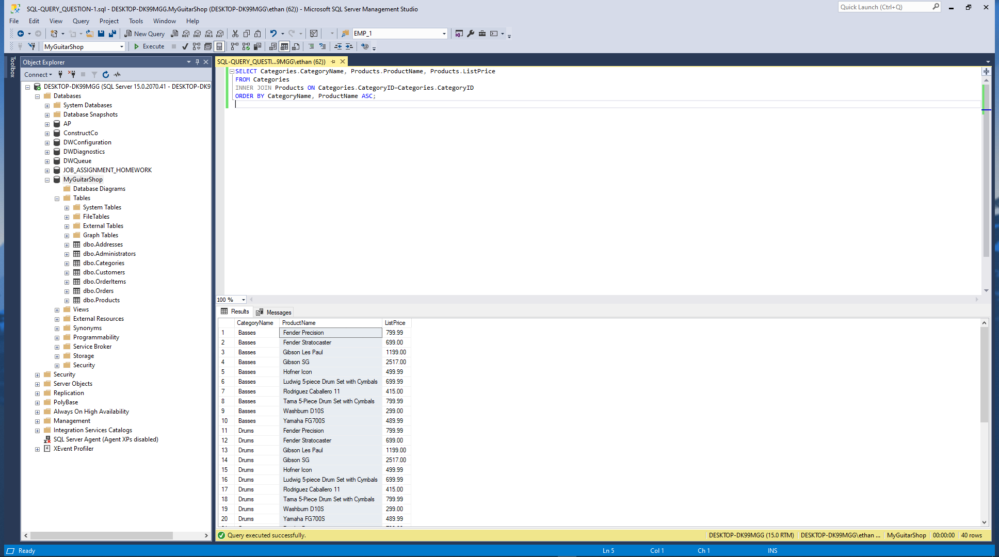 SQL-QUERY_QUESTION-1.sql - DESKTOP-DK99MGG.MyGuitarShop (DESKTOP-DK99MGG\ethan (62)) - Microsoft SQL Server Management Studio
Quick Launch (Ctrl+Q)
File Edit View Query Project Tools Window Help
New Query MDX DMX XMLA DAX EMP_1
MyGuitarShop Execute
Toolbox
Object Explorer
Connect
DESKTOP-DK99MGG (SQL Server 15.0.2070.41 - DESKTOP-DK9
Databases
System Databases
Database Snapshots
AP
ConstructCo
DWConfiguration
DWDiagnostics
DWQueue
JOB_ASSIGNMENT_HOMEWORK
MyGuitarShop
Database Diagrams
Tables
System Tables
FileTables
External Tables
Graph Tables
dbo.Addresses
dbo.Administrators
dbo.Categories
dbo.Customers
dbo.OrderItems
dbo.Orders
dbo.Products
Views
External Resources
Synonyms
Programmability
Service Broker
Storage
Security
Security
Server Objects
Replication
PolyBase
Always On High Availability
Management
Integration Services Catalogs
SQL Server Agent (Agent XPs disabled)
XEvent Profiler
SQL-QUERY_QUESTI...9MGG\ethan (62))
SELECT Categories.CategoryName, Products.ProductName, Products.ListPrice
FROM Categories
INNER JOIN Products ON Categories.CategoryID=Categories.CategoryID
ORDER BY CategoryName, ProductName ASC;
100 %
Results Messages
CategoryName ProductName ListPrice
1 Basses Fender Precision 799.99
2 Basses Fender Stratocaster 699.00
3 Basses Gibson Les Paul 1199.00
4 Basses Gibson SG 2517.00
5 Basses Hofner Icon 499.99
6 Basses Ludwig 5-piece Drum Set with Cymbals 699.99
7 Basses Rodriguez Caballero 11 415.00
8 Basses Tama 5-Piece Drum Set with Cymbals 799.99
9 Basses Washburn D10S 299.00
10 Basses Yamaha FG700S 489.99
11 Drums Fender Precision 799.99
12 Drums Fender Stratocaster 699.00
13 Drums Gibson Les Paul 1199.00
14 Drums Gibson SG 2517.00
15 Drums Hofner Icon 499.99
16 Drums Ludwig 5-piece Drum Set with Cymbals 699.99
17 Drums Rodriguez Caballero 11 415.00
18 Drums Tama 5-Piece Drum Set with Cymbals 799.99
19 Drums Washburn D10S 299.00
20 Drums Yamaha FG700S 489.99
Query executed successfully. DESKTOP-DK99MGG (15.0 RTM) DESKTOP-DK99MGG\ethan ... MyGuitarShop 00:00:00 40 rows
Ready Ln 5 Col 1 Ch 1 INS